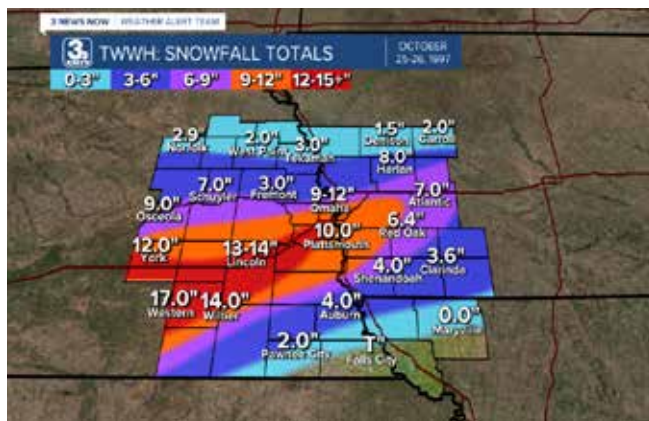 3 NEWS NOW | WEATHER ALERT TEAM
3 TWWH: SNOWFALL TOTALS
OCTOBER
25-26, 1997
0-3" 3-6" 6-9" 9-12" 12-15+"
2.9"
Norfolk
2.0"
West Point
3.0"
Tekamah
1.5"
Denison
2.0"
Carroll
8.0"
Harlan
9.0"
Osceola
7.0"
Schuyler
3.0"
Fremont
9-12"
Omaha
7.0"
Atlantic
12.0"
York
13-14"
Lincoln
10.0"
Plattsmouth
6.4"
Red Oak
4.0"
Shenandoah
3.6"
Clarinda
17.0"
Western
14.0"
Wilber
4.0"
Auburn
0.0"
Maryville
2.0"
Pawnee City
T"
Falls City